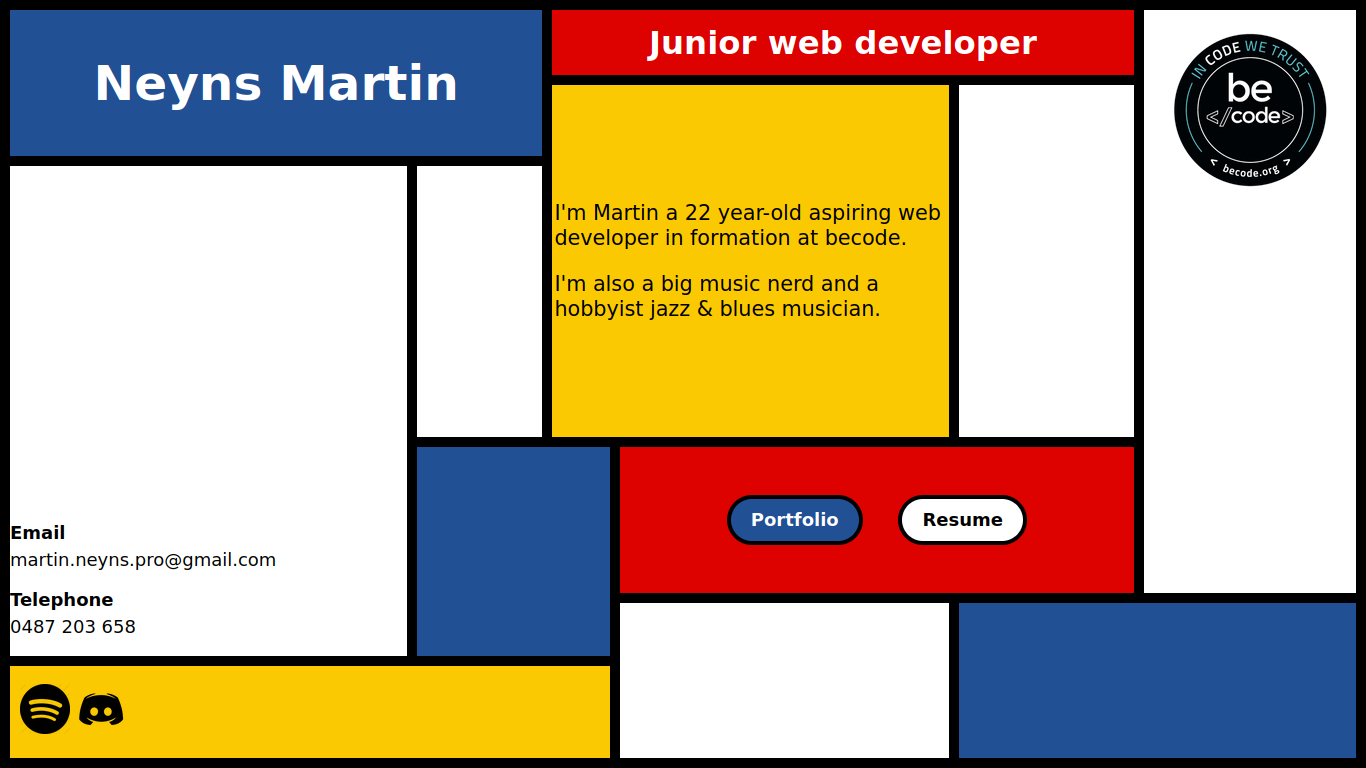 Neyns Martin
Junior web developer
IN CODE WE TRUST
be
</code>
< becode.org >
I'm Martin a 22 year-old aspiring web
developer in formation at becode.
I'm also a big music nerd and a
hobbyist jazz & blues musician.
Email
martin.neyns.pro@gmail.com
Telephone
0487 203 658
Portfolio
Resume